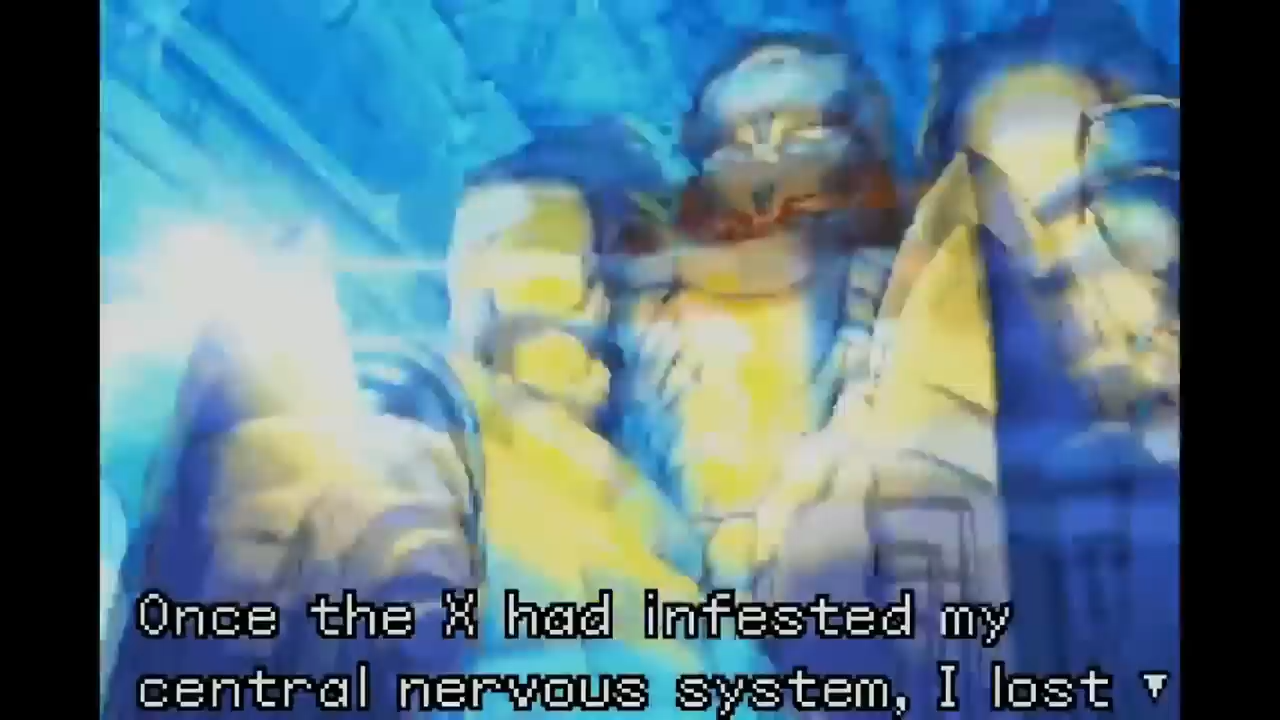 Once the X had infested my
central nervous system, I lost